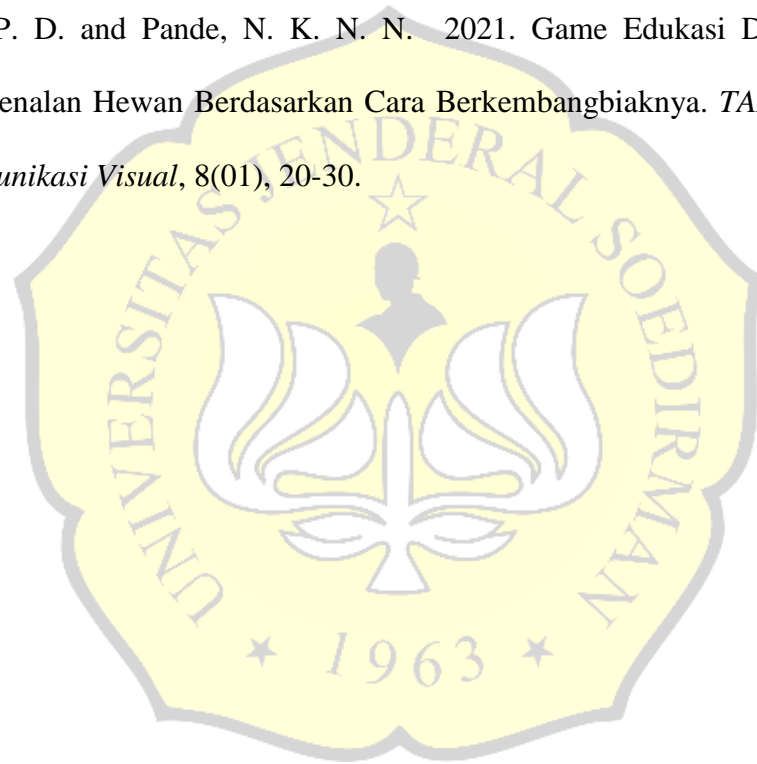 P. D. and Pande, N. K. N. N. 2021. Game Edukasi D
enalan Hewan Berdasarkan Cara Berkembangbiaknya. TA
unikasi Visual, 8(01), 20-30.
UNIVERSITAS JENDERAL SOEDIRMAN
1963